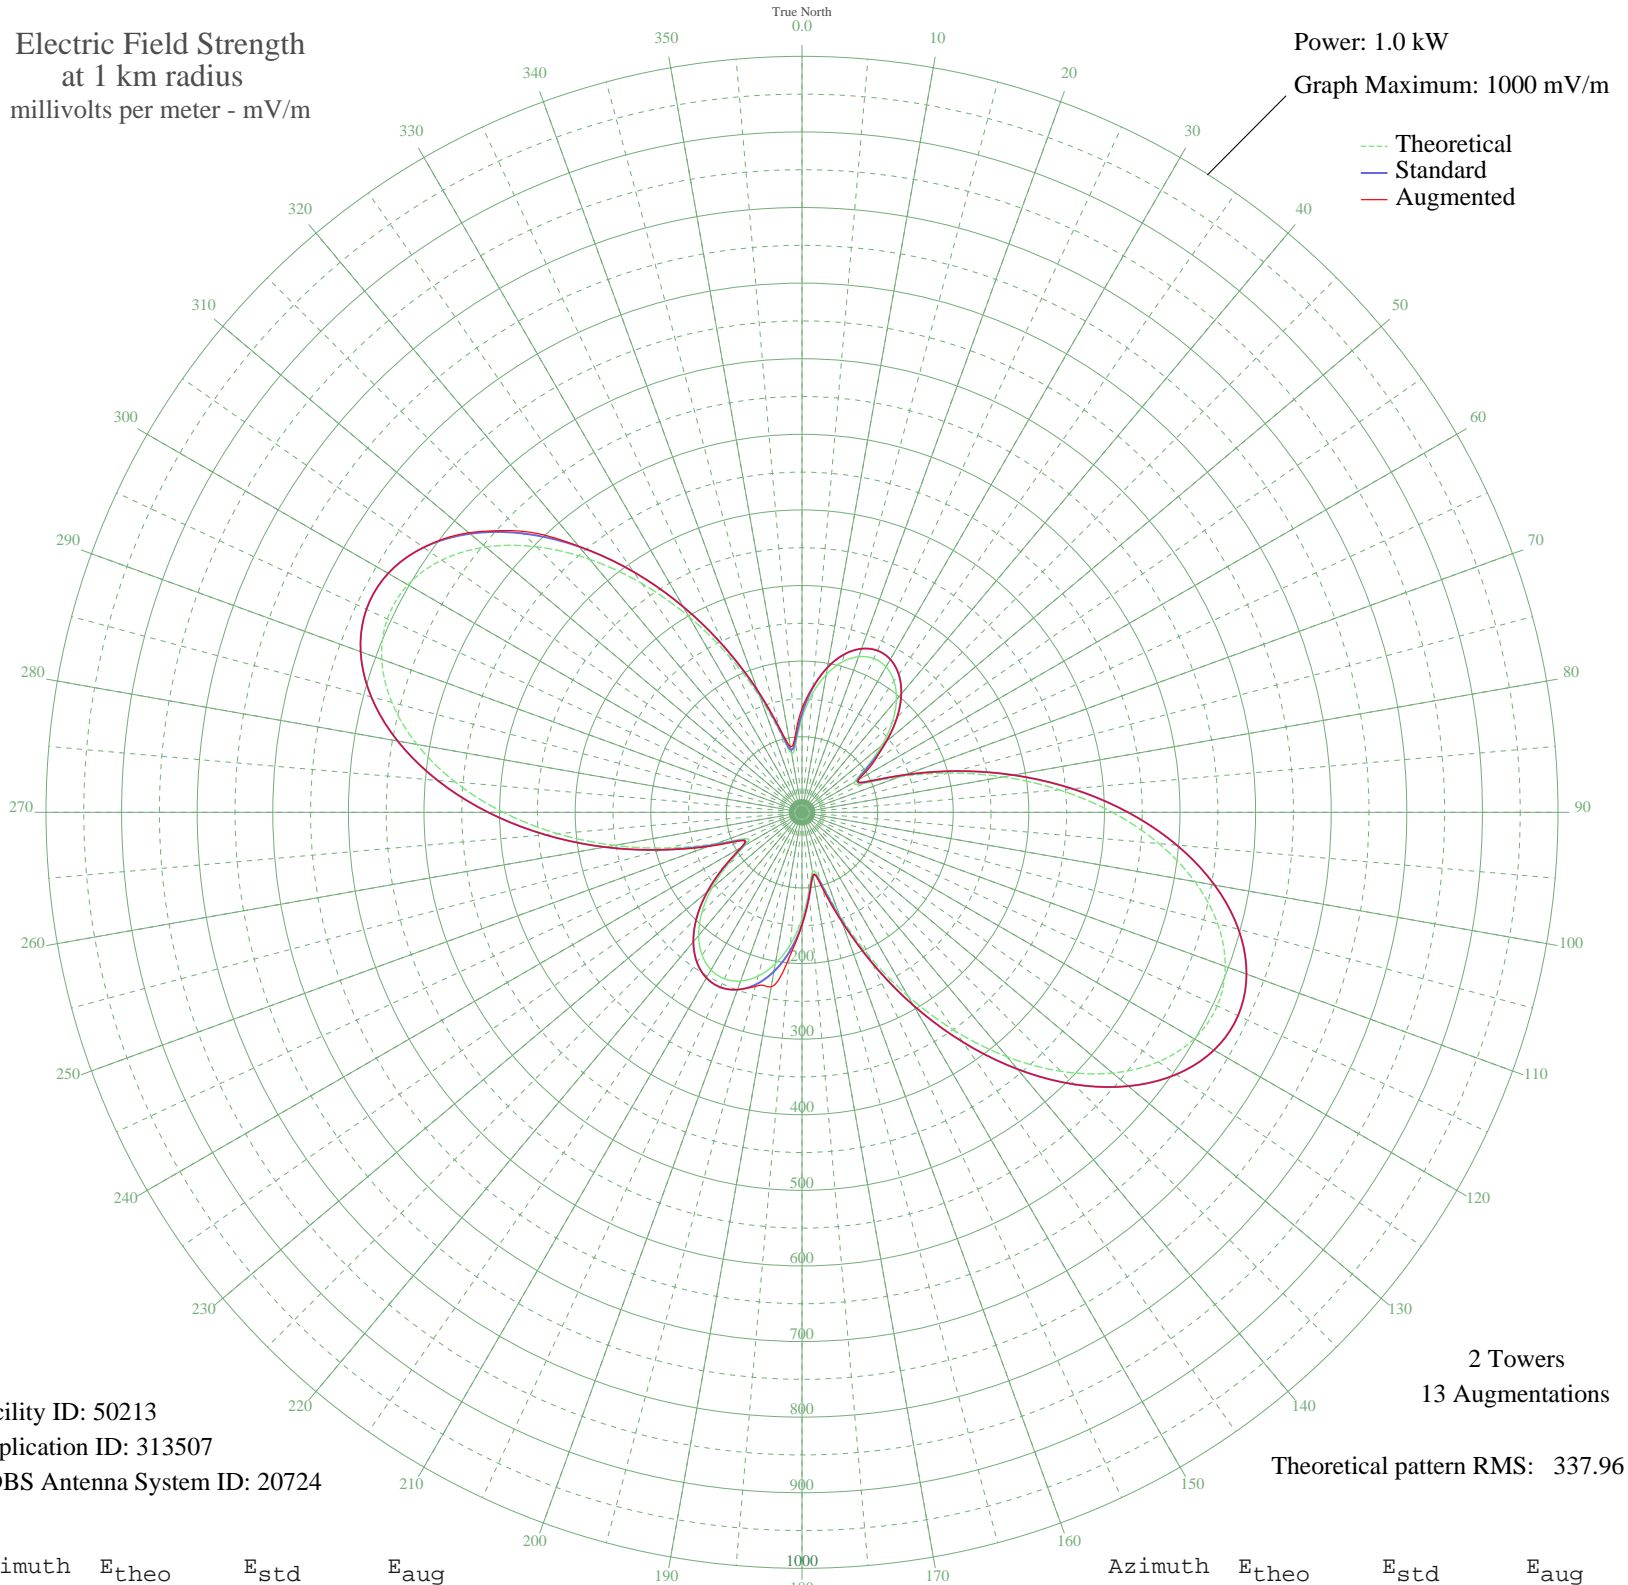 True North
0.0
Electric Field Strength
at 1 km radius
millivolts per meter - mV/m
Power: 1.0 kW
Graph Maximum: 1000 mV/m
Theoretical
Standard
Augmented
10
20
30
40
50
60
70
80
90
100
110
120
130
140
150
160
170
190
200
210
220
230
240
250
260
270
280
290
300
310
320
330
340
350
200
300
400
500
600
700
800
900
1000
2 Towers
13 Augmentations
Theoretical pattern RMS: 337.96
cility ID: 50213
plication ID: 313507
DBS Antenna System ID: 20724
imuth Etheo Estd Eaug
Azimuth Etheo Estd Eaug